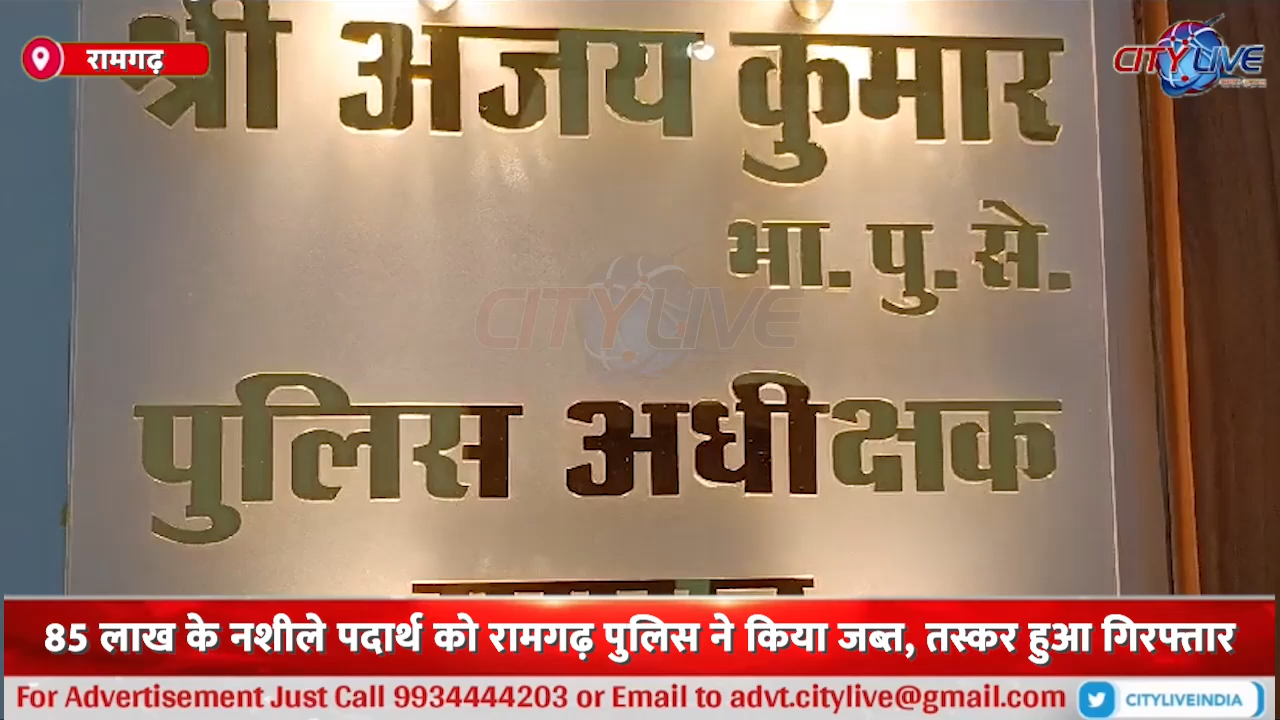 रामगढ़
CITY LIVE
श्री अजय कुमार
भा. पु. से.
CITY LIVE
पुलिस अधीक्षक
85 लाख के नशीले पदार्थ को रामगढ़ पुलिस ने किया जब्त, तस्कर हुआ गिरफ्तार
For Advertisement Just Call 9934444203 or Email to advt.citylive@gmail.com
CITYLIVEINDIA